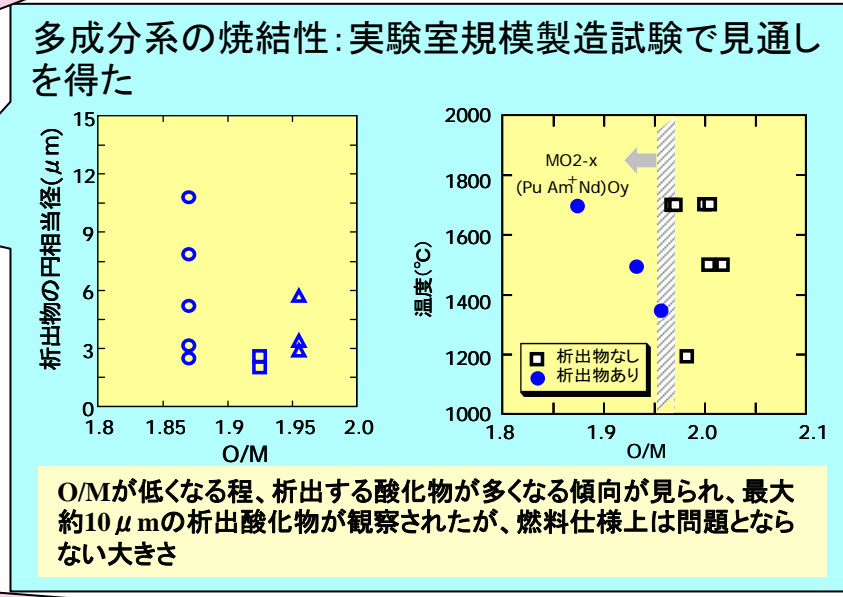 多成分系の焼結性:実験室規模製造試験で見通し
を得た
析出物の円相当径(μm)
15
12
9
6
3
0
1.8
1.85
1.9
1.95
2.0
O/M
温度(℃)
2000
1800
1600
1400
1200
1000
MO2-x
+
(Pu Am Nd)Oy
析出物なし
析出物あり
1.8
1.9
2.0
2.1
O/M
O/Mが低くなる程、析出する酸化物が多くなる傾向が見られ、最大
約10μmの析出酸化物が観察されたが、燃料仕様上は問題となら
ない大きさ